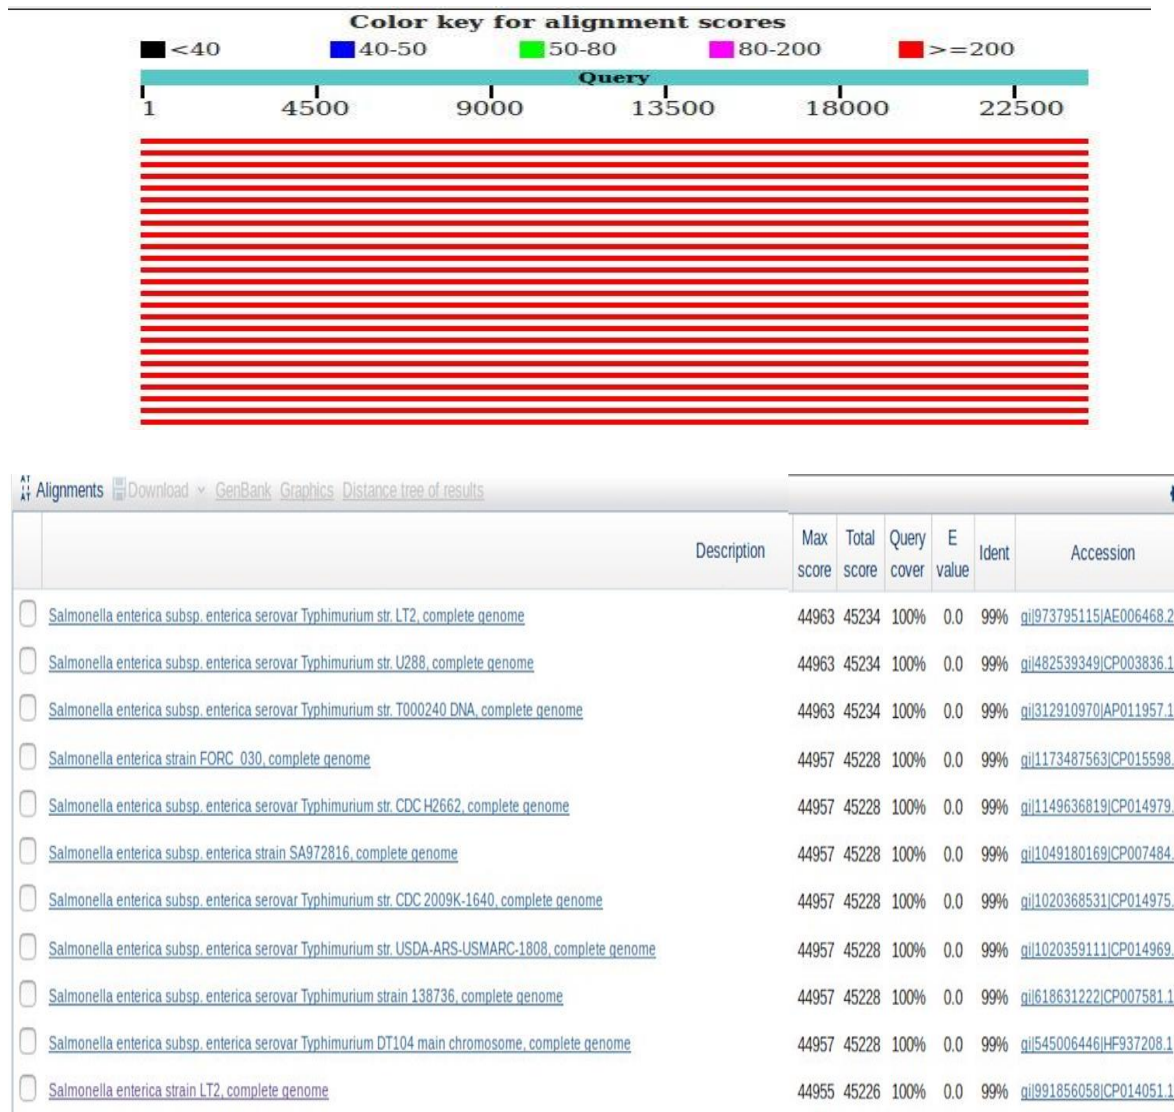 Color key for alignment scores
<40 40-50 50-80 80-200 >=200
Query
1 4500 9000 13500 18000 22500
AT Alignments Download GenBank Graphics Distance tree of results
AT
Description Max score Total score Query cover E value Ident Accession
Salmonella enterica subsp. enterica serovar Typhimurium str. LT2, complete genome 44963 45234 100% 0.0 99% gi|973795115|AE006468.2
Salmonella enterica subsp. enterica serovar Typhimurium str. U288, complete genome 44963 45234 100% 0.0 99% gi|482539349|CP003836.1
Salmonella enterica subsp. enterica serovar Typhimurium str. T000240 DNA, complete genome 44963 45234 100% 0.0 99% gi|312910970|AP011957.1
Salmonella enterica strain FORC_030, complete genome 44957 45228 100% 0.0 99% gi|1173487563|CP015598.
Salmonella enterica subsp. enterica serovar Typhimurium str. CDC H2662, complete genome 44957 45228 100% 0.0 99% gi|1149636819|CP014979.
Salmonella enterica subsp. enterica strain SA972816, complete genome 44957 45228 100% 0.0 99% gi|1049180169|CP007484.
Salmonella enterica subsp. enterica serovar Typhimurium str. CDC 2009K-1640, complete genome 44957 45228 100% 0.0 99% gi|1020368531|CP014975.
Salmonella enterica subsp. enterica serovar Typhimurium str. USDA-ARS-USMARC-1808, complete genome 44957 45228 100% 0.0 99% gi|1020359111|CP014969.
Salmonella enterica subsp. enterica serovar Typhimurium strain 138736, complete genome 44957 45228 100% 0.0 99% gi|618631222|CP007581.1
Salmonella enterica subsp. enterica serovar Typhimurium DT104 main chromosome, complete genome 44957 45228 100% 0.0 99% gi|545006446|HF937208.1
Salmonella enterica strain LT2, complete genome 44955 45226 100% 0.0 99% gi|991856058|CP014051.1